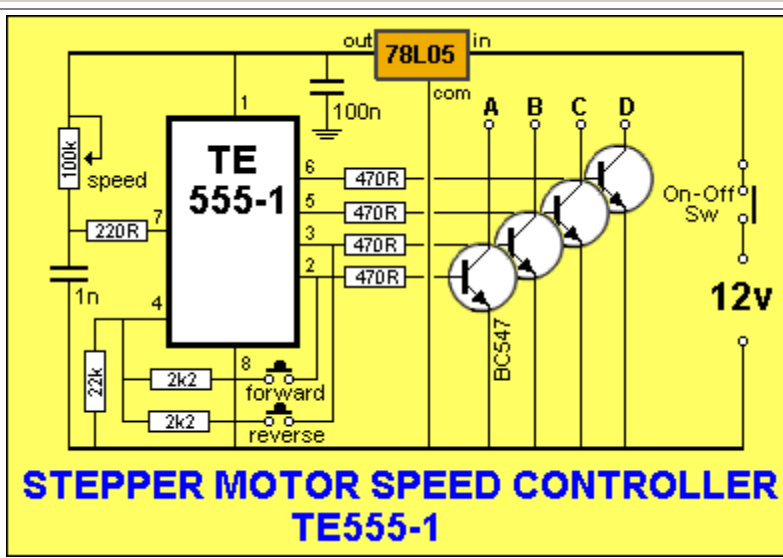 out
78L05
in
com
1
100n
A B C D
100k
speed
TE
555-1
6
470R
5
470R
7
220R
3
470R
2
470R
On-Off
Sw
1n
4
12v
BC547
22k
8
2k2
forward
2k2
reverse
STEPPER MOTOR SPEED CONTROLLER
TE555-1